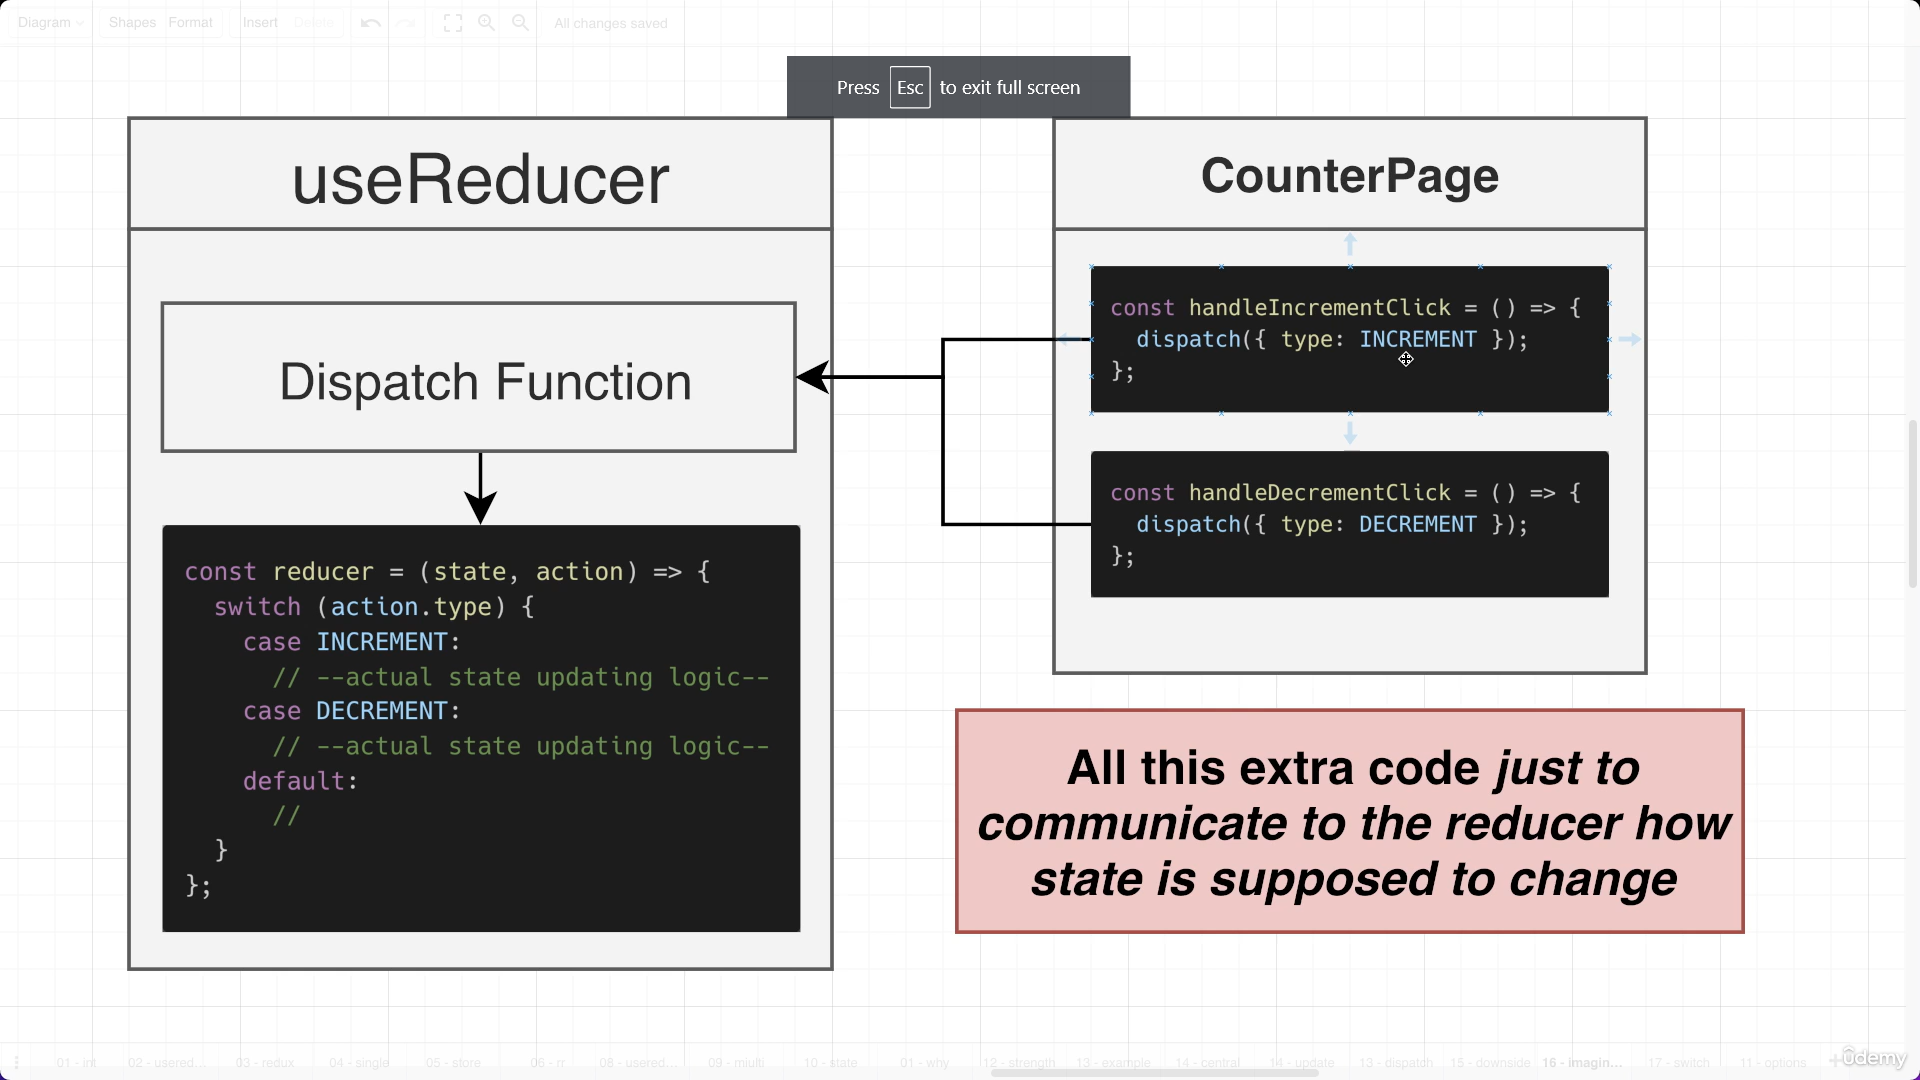 Diagram
Shapes
Format
Insert
Delete
All changes saved
Press Esc to exit full screen
useReducer
Dispatch Function
const reducer = (state, action) => {
  switch (action.type) {
    case INCREMENT:
      // --actual state updating logic--
    case DECREMENT:
      // --actual state updating logic--
    default:
      //
  }
};
CounterPage
const handleIncrementClick = () => {
  dispatch({ type: INCREMENT });
};
const handleDecrementClick = () => {
  dispatch({ type: DECREMENT });
};
All this extra code just to
communicate to the reducer how
state is supposed to change
01 - int
02 - usered...
03 - redux
04 - single
05 - store
06 - rr
08 - usered...
09 - miulti
10 - state
01 - why
12 - strength
13 - example
14 - central
14 - update
13 - dispatch
15 - downside
16 - imagin...
17 - switch
11 - options
ûdemy